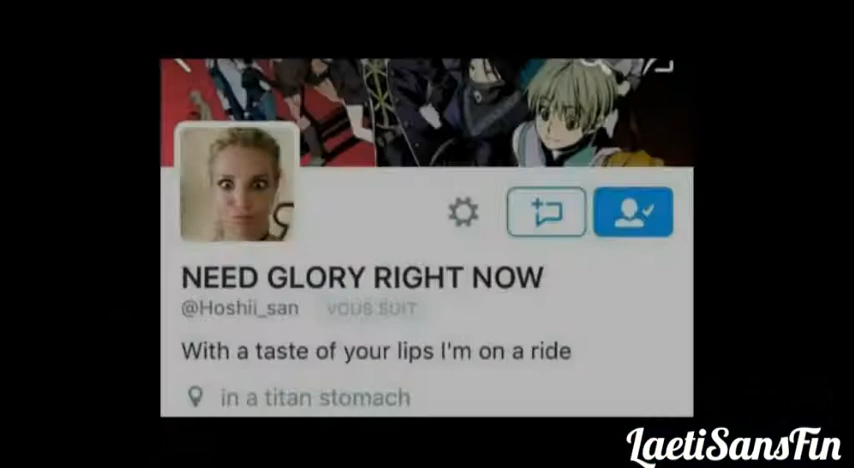 NEED GLORY RIGHT NOW
@Hoshii_san VOUS SUIT
With a taste of your lips I'm on a ride
in a titan stomach
LaetiSansFin